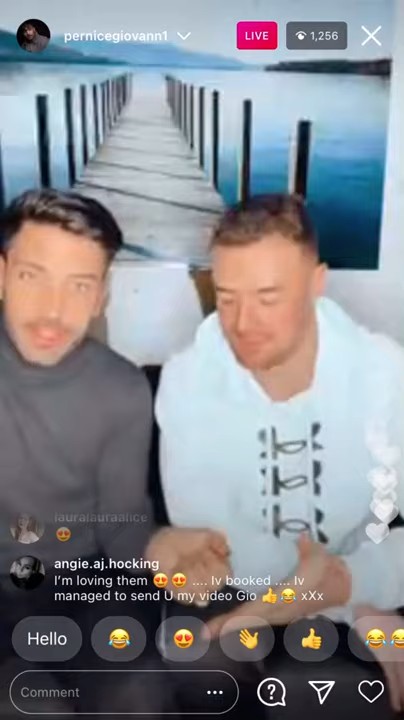 pernicegiovann1
LIVE
1,256
lauralauraalice
😍
angie.aj.hocking
I'm loving them 😍😍 .... Iv booked .... Iv
managed to send U my video Gio 👍😂 xXx
Hello 😂 😍 👋 👍 😂😂
Comment